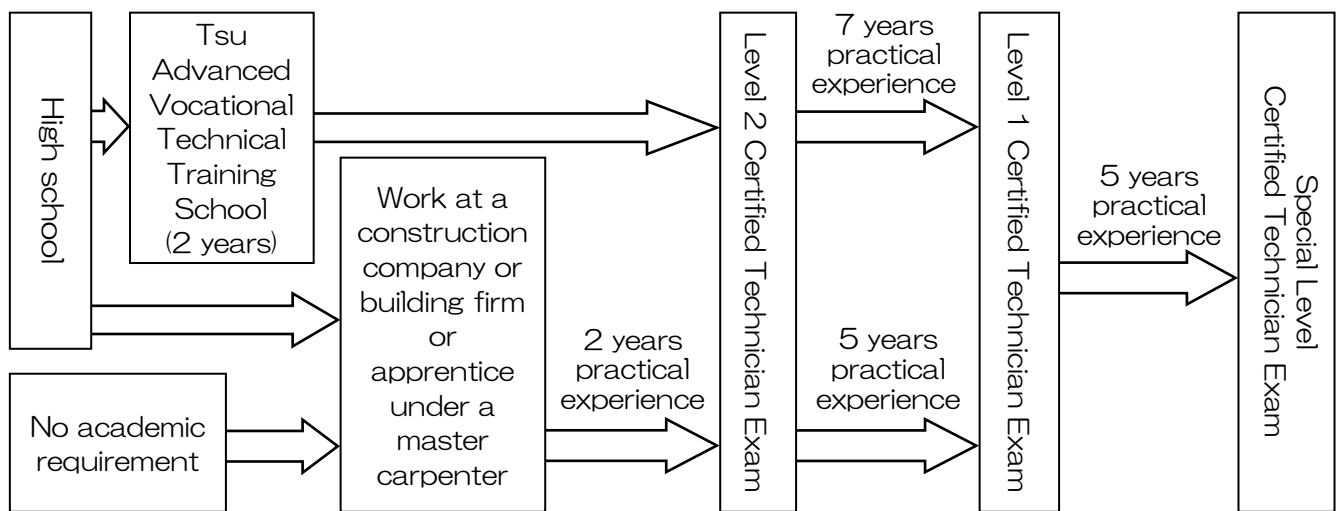 High school
Tsu
Advanced
Vocational
Technical
Training
School
(2 years)
Work at a
construction
company or
building firm
or
apprentice
under a
master
carpenter
No academic
requirement
2 years
practical
experience
Level 2 Certified Technician Exam
7 years
practical
experience
5 years
practical
experience
Level 1 Certified Technician Exam
5 years
practical
experience
Special Level
Certified Technician Exam